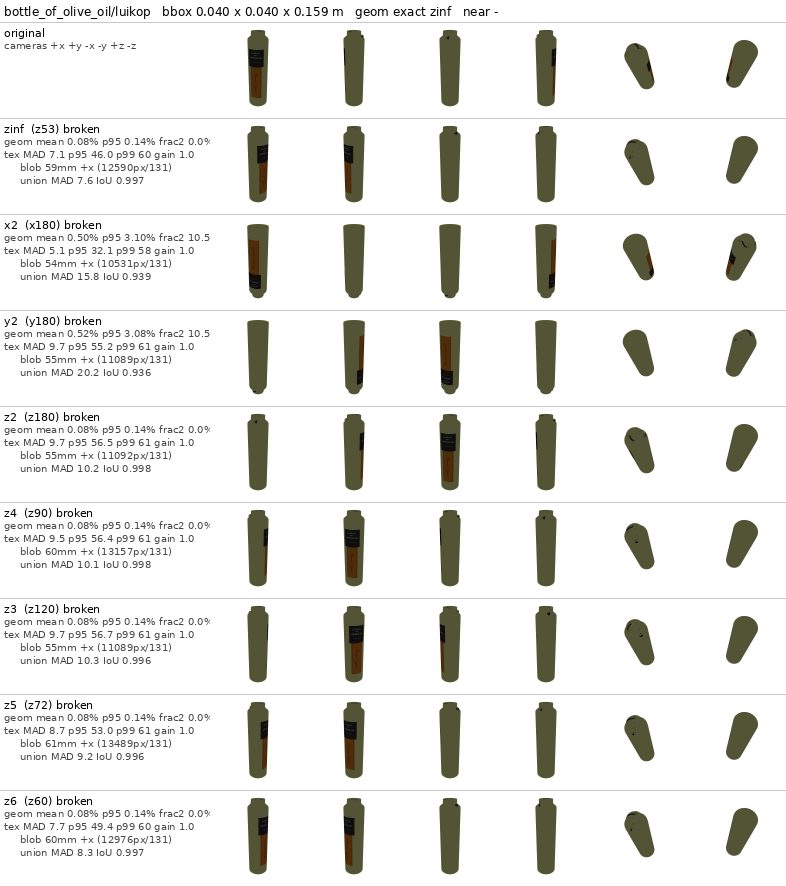 bottle_of_olive_oil/luikop bbox 0.040 x 0.040 x 0.159 m geom exact zinf near -
original
cameras +x +y -x -y +z -z
zinf (z53) broken
geom mean 0.08% p95 0.14% frac2 0.0%
tex MAD 7.1 p95 46.0 p99 60 gain 1.0
blob 59mm +x (12590px/131)
union MAD 7.6 IoU 0.997
x2 (x180) broken
geom mean 0.50% p95 3.10% frac2 10.5
tex MAD 5.1 p95 32.1 p99 58 gain 1.0
blob 54mm +x (10531px/131)
union MAD 15.8 IoU 0.939
y2 (y180) broken
geom mean 0.52% p95 3.08% frac2 10.5
tex MAD 9.7 p95 55.2 p99 61 gain 1.0
blob 55mm +x (11089px/131)
union MAD 20.2 IoU 0.936
z2 (z180) broken
geom mean 0.08% p95 0.14% frac2 0.0%
tex MAD 9.7 p95 56.5 p99 61 gain 1.0
blob 55mm +x (11092px/131)
union MAD 10.2 IoU 0.998
z4 (z90) broken
geom mean 0.08% p95 0.14% frac2 0.0%
tex MAD 9.5 p95 56.4 p99 61 gain 1.0
blob 60mm +x (13157px/131)
union MAD 10.1 IoU 0.998
z3 (z120) broken
geom mean 0.08% p95 0.14% frac2 0.0%
tex MAD 9.7 p95 56.7 p99 61 gain 1.0
blob 55mm +x (11089px/131)
union MAD 10.3 IoU 0.996
z5 (z72) broken
geom mean 0.08% p95 0.14% frac2 0.0%
tex MAD 8.7 p95 53.0 p99 61 gain 1.0
blob 61mm +x (13489px/131)
union MAD 9.2 IoU 0.996
z6 (z60) broken
geom mean 0.08% p95 0.14% frac2 0.0%
tex MAD 7.7 p95 49.4 p99 60 gain 1.0
blob 60mm +x (12976px/131)
union MAD 8.3 IoU 0.997